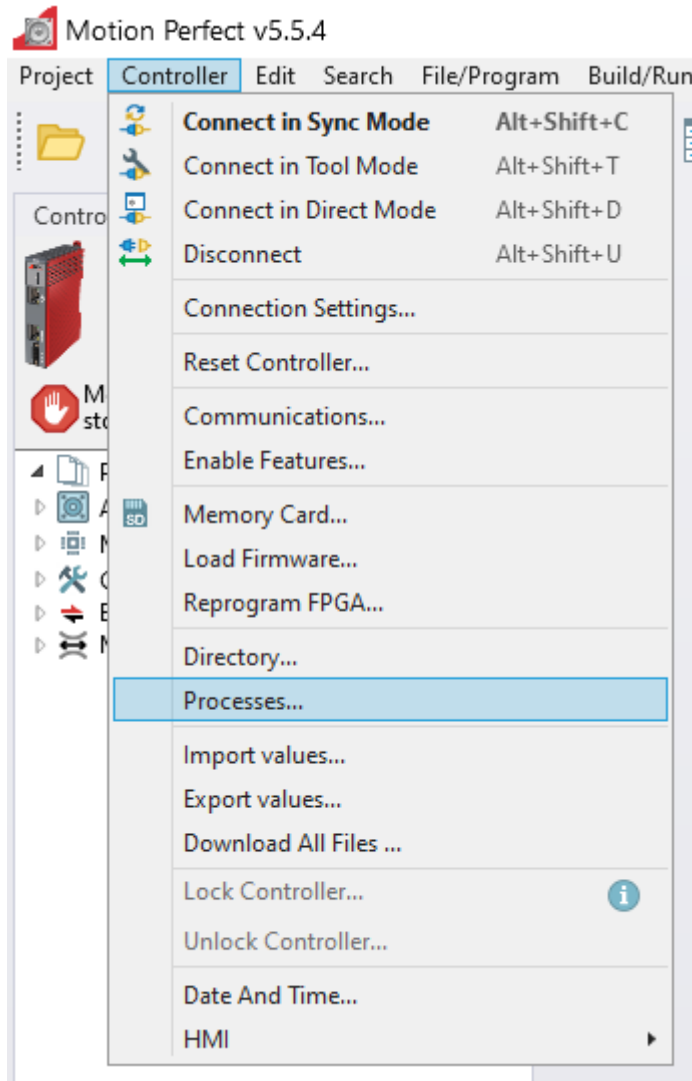 Motion Perfect v5.5.4
Project Controller Edit Search File/Program Build/Run
Connect in Sync Mode Alt+Shift+C
Connect in Tool Mode Alt+Shift+T
Contro
Connect in Direct Mode Alt+Shift+D
Disconnect Alt+Shift+U
Connection Settings...
Reset Controller...
Communications...
Enable Features...
SD Memory Card...
Load Firmware...
Reprogram FPGA...
Directory...
Processes...
Import values...
Export values...
Download All Files ...
Lock Controller...
Unlock Controller...
Date And Time...
HMI